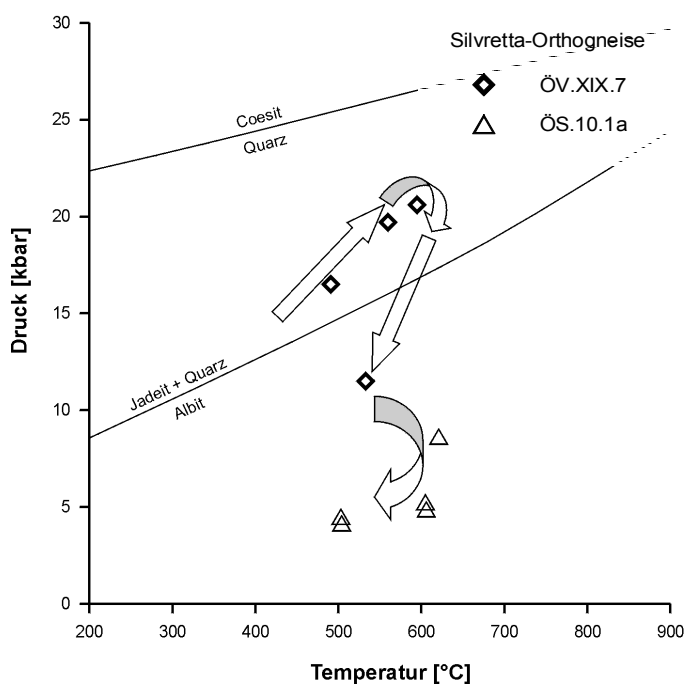 30
Silvretta-Orthogneise
ÖV.XIX.7
25
Coesit
ÖS.10.1a
Quarz
20
Druck [kbar]
15
Jadeit + Quarz
10
Albit
5
0
200 300 400 500 600 700 800 900
Temperatur [°C]